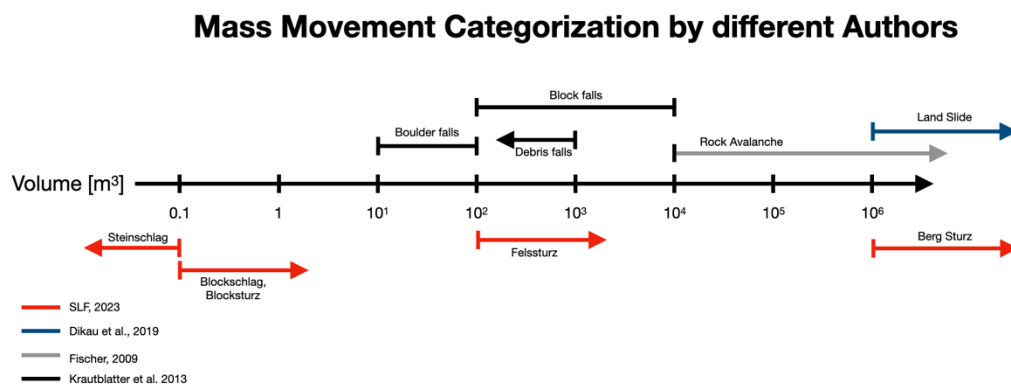 Mass Movement Categorization by different Authors
Block falls
Land Slide
Boulder falls
Debris falls
Rock Avalanche
Volume [m³]
0.1 1 10¹ 10² 10³ 10⁴ 10⁵ 10⁶
Steinschlag
Felssturz
Berg Sturz
Blockschlag,
Blocksturz
SLF, 2023
Dikau et al., 2019
Fischer, 2009
Krautblatter et al. 2013